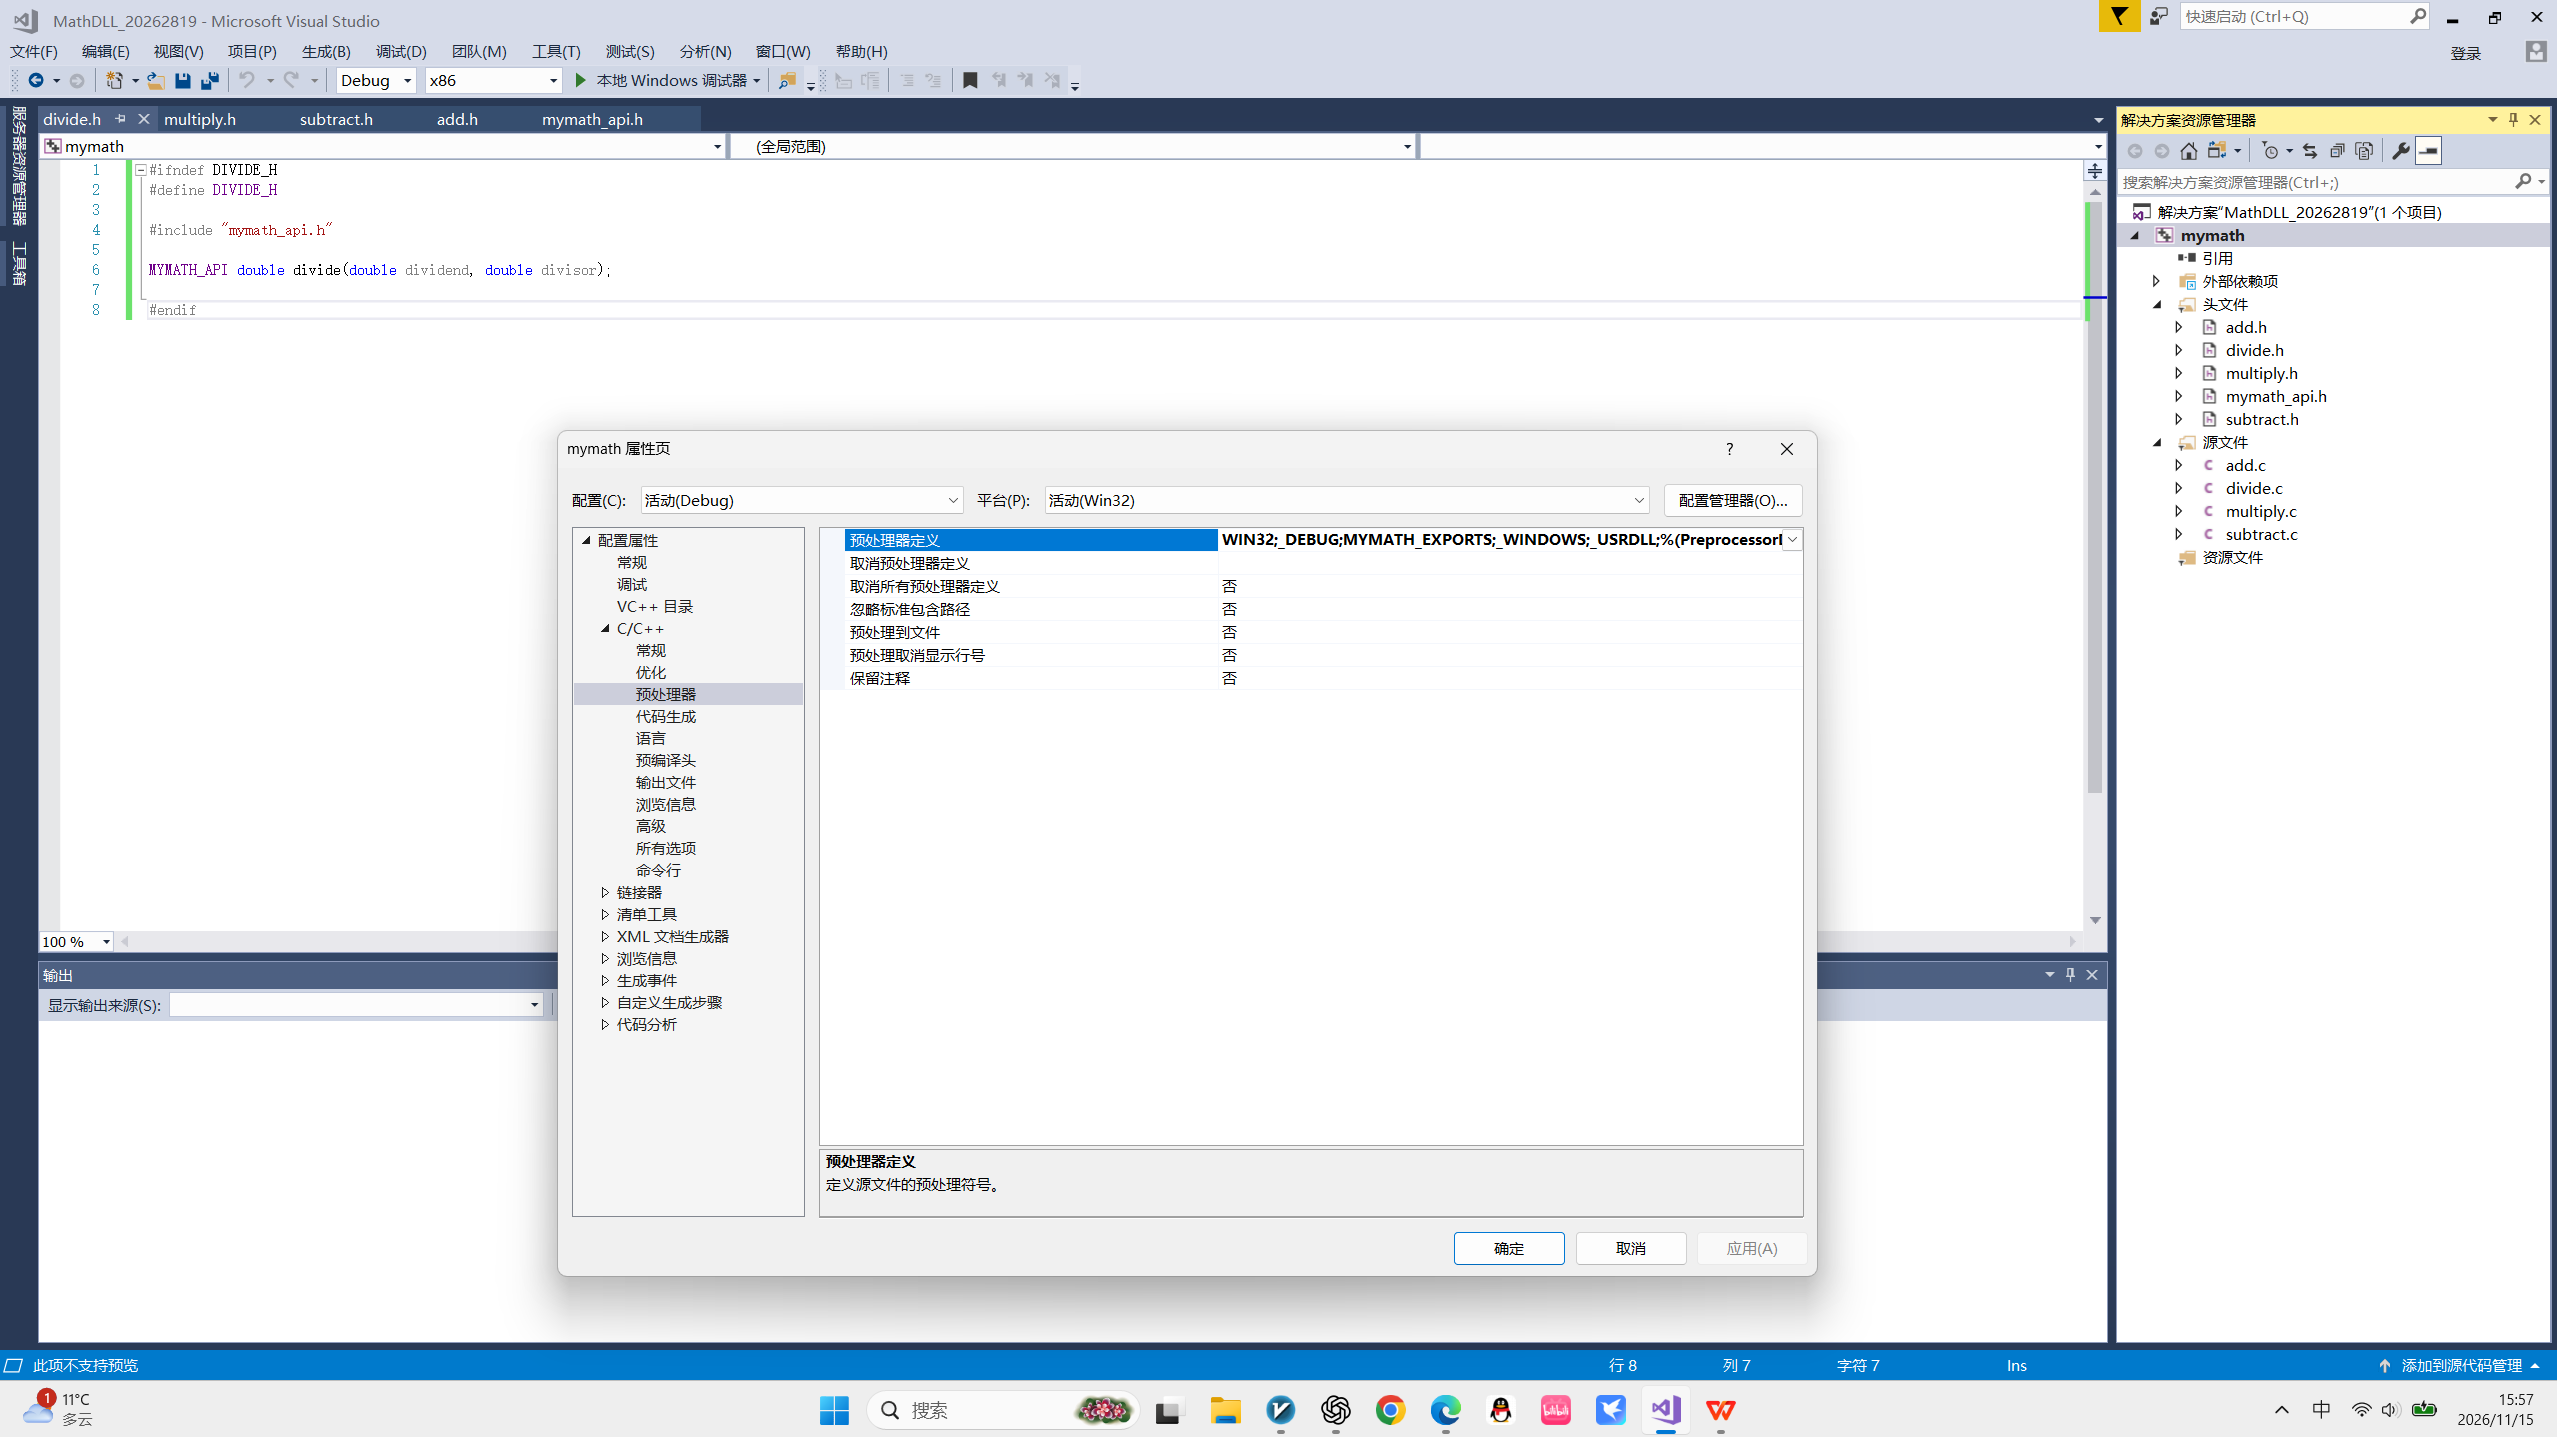 MathDLL_20262819 - Microsoft Visual Studio
快速启动 (Ctrl+Q)
文件(F) 编辑(E) 视图(V) 项目(P) 生成(B) 调试(D) 团队(M) 工具(T) 测试(S) 分析(N) 窗口(W) 帮助(H)
登录
Debug x86 本地 Windows 调试器
服务器资源管理器
工具箱
divide.h multiply.h subtract.h add.h mymath_api.h
mymath (全局范围)
1 #ifndef DIVIDE_H
2 #define DIVIDE_H
3
4 #include "mymath_api.h"
5
6 MYMATH_API double divide(double dividend, double divisor);
7
8 #endif
100 %
输出
显示输出来源(S):
mymath 属性页
?
配置(C): 活动(Debug) 平台(P): 活动(Win32) 配置管理器(O)...
配置属性
常规
调试
VC++ 目录
C/C++
常规
优化
预处理器
代码生成
语言
预编译头
输出文件
浏览信息
高级
所有选项
命令行
链接器
清单工具
XML 文档生成器
浏览信息
生成事件
自定义生成步骤
代码分析
预处理器定义 WIN32;_DEBUG;MYMATH_EXPORTS;_WINDOWS;_USRDLL;%(Preprocessor
取消预处理器定义
取消所有预处理器定义 否
忽略标准包含路径 否
预处理到文件 否
预处理取消显示行号 否
保留注释 否
预处理器定义
定义源文件的预处理符号。
确定 取消 应用(A)
解决方案资源管理器
搜索解决方案资源管理器(Ctrl+;)
解决方案“MathDLL_20262819”(1 个项目)
mymath
引用
外部依赖项
头文件
add.h
divide.h
multiply.h
mymath_api.h
subtract.h
源文件
add.c
divide.c
multiply.c
subtract.c
资源文件
此项不支持预览 行 8 列 7 字符 7 Ins 添加到源代码管理
1
11°C
多云
搜索
bilibili
中
15:57
2026/11/15